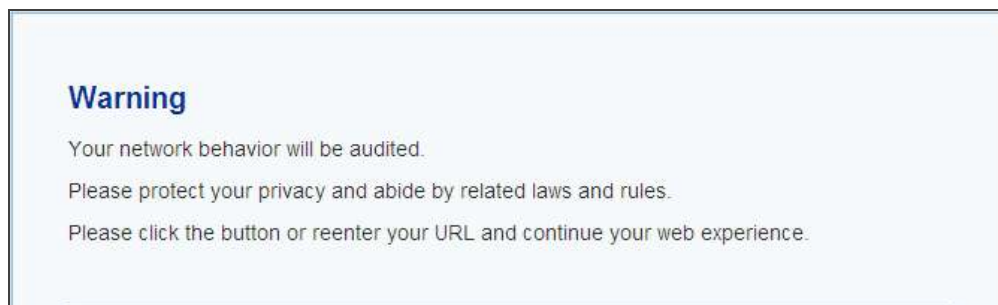 Warning
Your network behavior will be audited.
Please protect your privacy and abide by related laws and rules.
Please click the button or reenter your URL and continue your web experience.